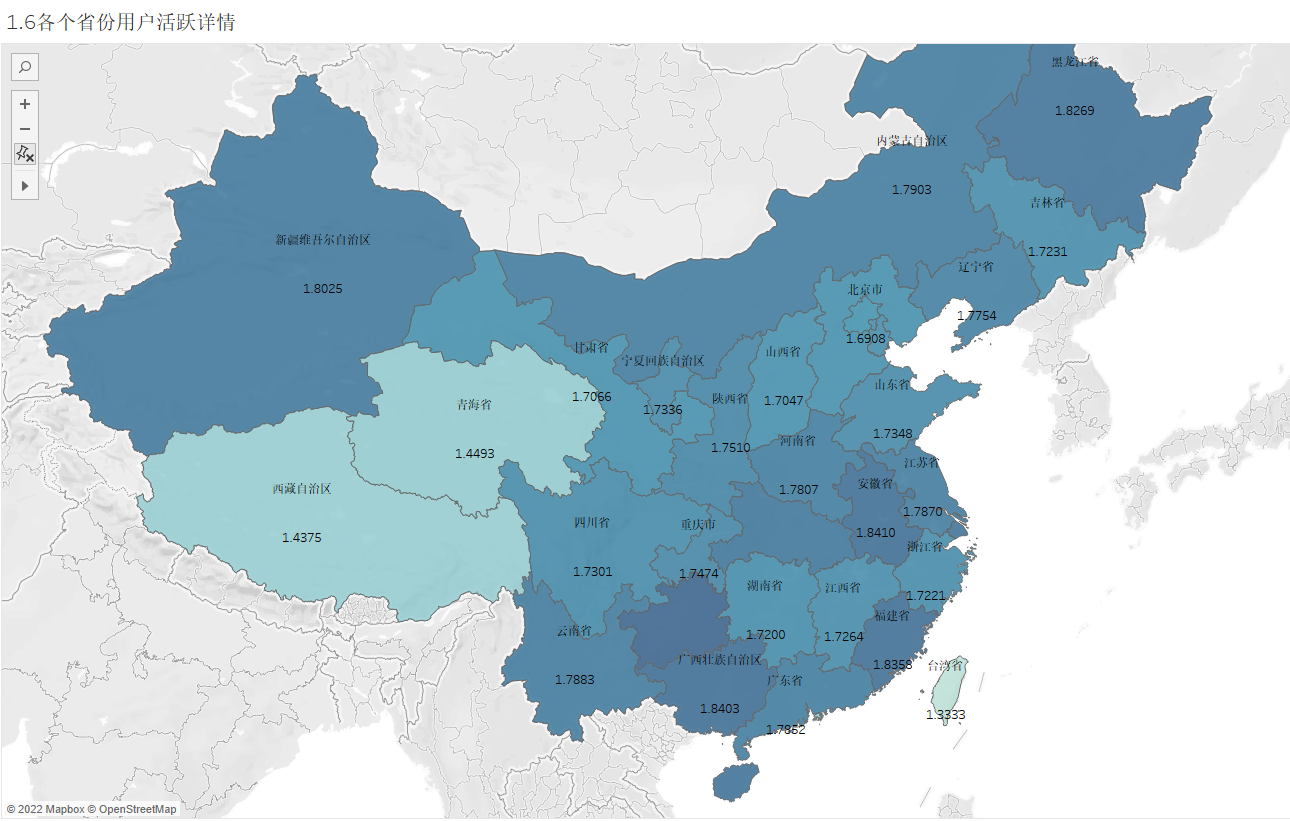 1.6各个省份用户活跃详情
黑龙江省
1.8269
内蒙古自治区
1.7903
吉林省
1.7231
新疆维吾尔自治区
1.8025
辽宁省
1.7754
北京市
1.6908
甘肃省
1.7066
宁夏回族自治区
1.7336
山西省
1.7047
山东省
1.7348
陕西省
1.7510
青海省
1.4493
河南省
1.7807
江苏省
1.7870
安徽省
1.8410
西藏自治区
1.4375
四川省
1.7301
重庆市
1.7474
浙江省
1.7221
湖南省
1.7200
江西省
1.7264
福建省
1.8358
云南省
1.7883
广西壮族自治区
1.8403
广东省
1.7852
台湾省
1.3333
© 2022 Mapbox © OpenStreetMap